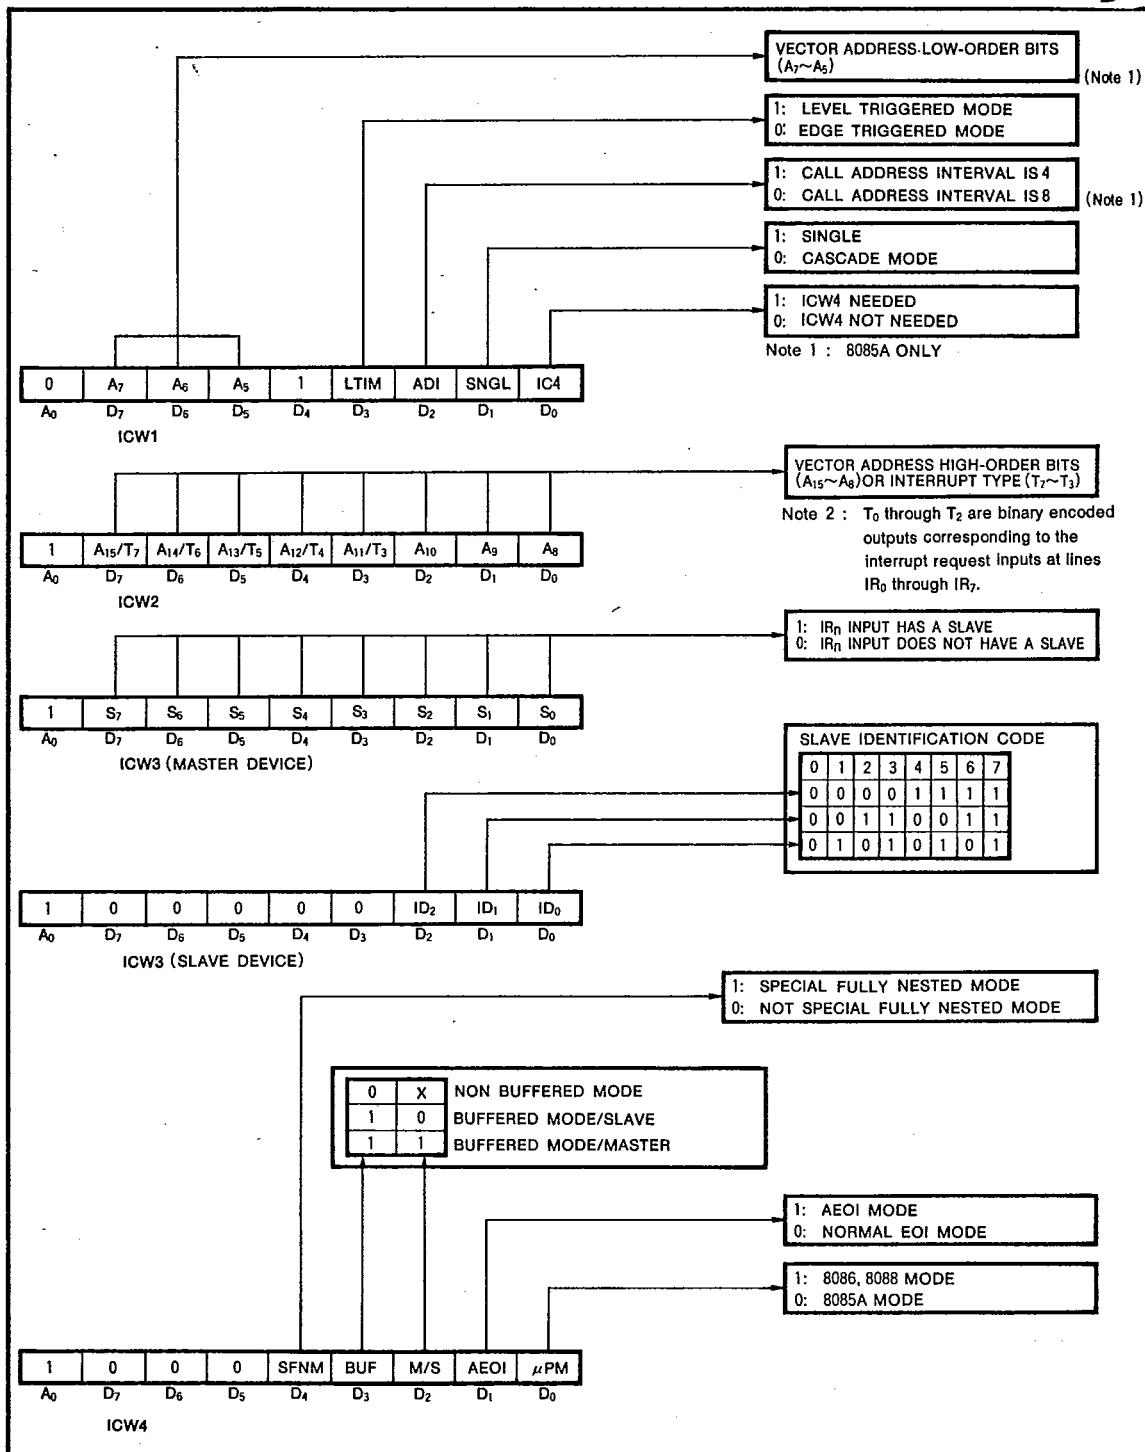 VECTOR ADDRESS LOW-ORDER BITS
(A₇~A₅)
(Note 1)
1: LEVEL TRIGGERED MODE
0: EDGE TRIGGERED MODE
1: CALL ADDRESS INTERVAL IS 4
0: CALL ADDRESS INTERVAL IS 8
(Note 1)
1: SINGLE
0: CASCADE MODE
1: ICW4 NEEDED
0: ICW4 NOT NEEDED
Note 1 : 8085A ONLY
0 A₇ A₆ A₅ 1 LTIM ADI SNGL IC4
A₀ D₇ D₆ D₅ D₄ D₃ D₂ D₁ D₀
ICW1
VECTOR ADDRESS HIGH-ORDER BITS
(A₁₅~A₈)OR INTERRUPT TYPE(T₇~T₃)
Note 2 : T₀ through T₂ are binary encoded
outputs corresponding to the
interrupt request inputs at lines
IR₀ through IR₇.
1 A₁₅/T₇ A₁₄/T₆ A₁₃/T₅ A₁₂/T₄ A₁₁/T₃ A₁₀ A₉ A₈
A₀ D₇ D₆ D₅ D₄ D₃ D₂ D₁ D₀
ICW2
1: IRn INPUT HAS A SLAVE
0: IRn INPUT DOES NOT HAVE A SLAVE
1 S₇ S₆ S₅ S₄ S₃ S₂ S₁ S₀
A₀ D₇ D₆ D₅ D₄ D₃ D₂ D₁ D₀
ICW3 (MASTER DEVICE)
SLAVE IDENTIFICATION CODE
0 1 2 3 4 5 6 7
0 0 0 0 1 1 1 1
0 0 1 1 0 0 1 1
0 1 0 1 0 1 0 1
1 0 0 0 0 0 ID₂ ID₁ ID₀
A₀ D₇ D₆ D₅ D₄ D₃ D₂ D₁ D₀
ICW3 (SLAVE DEVICE)
1: SPECIAL FULLY NESTED MODE
0: NOT SPECIAL FULLY NESTED MODE
0 X NON BUFFERED MODE
1 0 BUFFERED MODE/SLAVE
1 1 BUFFERED MODE/MASTER
1: AEOI MODE
0: NORMAL EOI MODE
1: 8086, 8088 MODE
0: 8085A MODE
1 0 0 0 SFNM BUF M/S AEOI μPM
A₀ D₇ D₆ D₅ D₄ D₃ D₂ D₁ D₀
ICW4